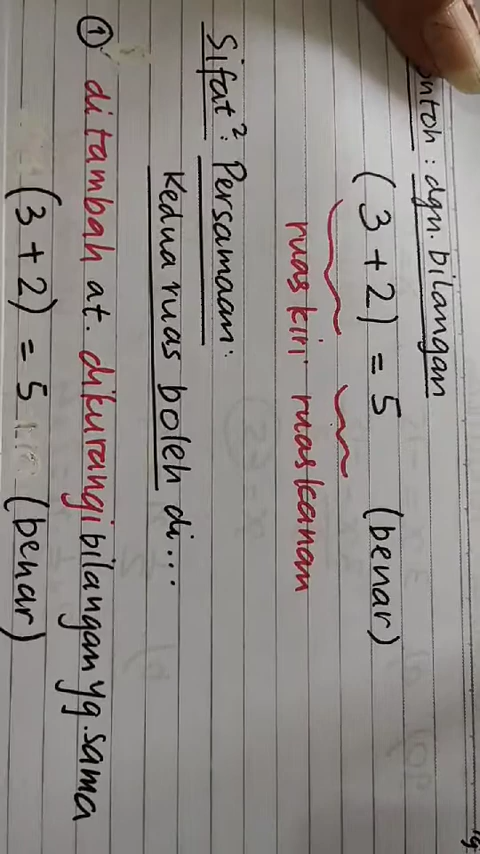 ontoh : dgn. bilangan
(3 + 2) = 5 (benar)
ruas kiri ruas kanan
Sifat²: Persamaan:
Kedua ruas boleh di...
① ditambah at. dikurangi bilangan yg. sama
(3 + 2) = 5 (benar)